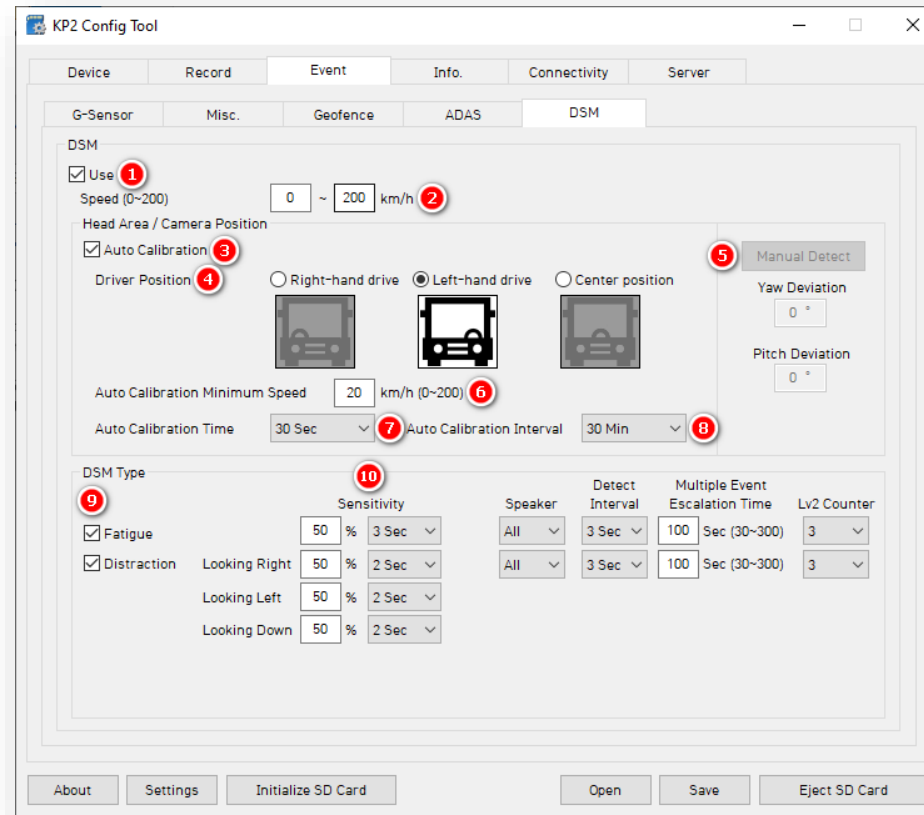 KP2 Config Tool
Device Record Event Info. Connectivity Server
G-Sensor Misc. Geofence ADAS DSM
DSM
Use 1
Speed (0~200) 0 ~ 200 km/h 2
Head Area / Camera Position
Auto Calibration 3
5 Manual Detect
Driver Position 4 Right-hand drive Left-hand drive Center position
Yaw Deviation
0 °
Pitch Deviation
0 °
Auto Calibration Minimum Speed 20 km/h (0~200) 6
Auto Calibration Time 30 Sec 7 Auto Calibration Interval 30 Min 8
DSM Type
9
10
Sensitivity Speaker Detect Interval Multiple Event Escalation Time Lv2 Counter
Fatigue 50 % 3 Sec All 3 Sec 100 Sec (30~300) 3
Distraction Looking Right 50 % 2 Sec All 3 Sec 100 Sec (30~300) 3
Looking Left 50 % 2 Sec
Looking Down 50 % 2 Sec
About Settings Initialize SD Card Open Save Eject SD Card